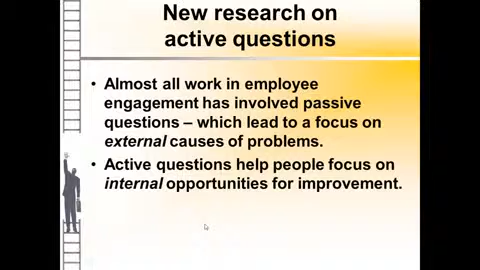 New research on
active questions
• Almost all work in employee
engagement has involved passive
questions – which lead to a focus on
external causes of problems.
• Active questions help people focus on
internal opportunities for improvement.